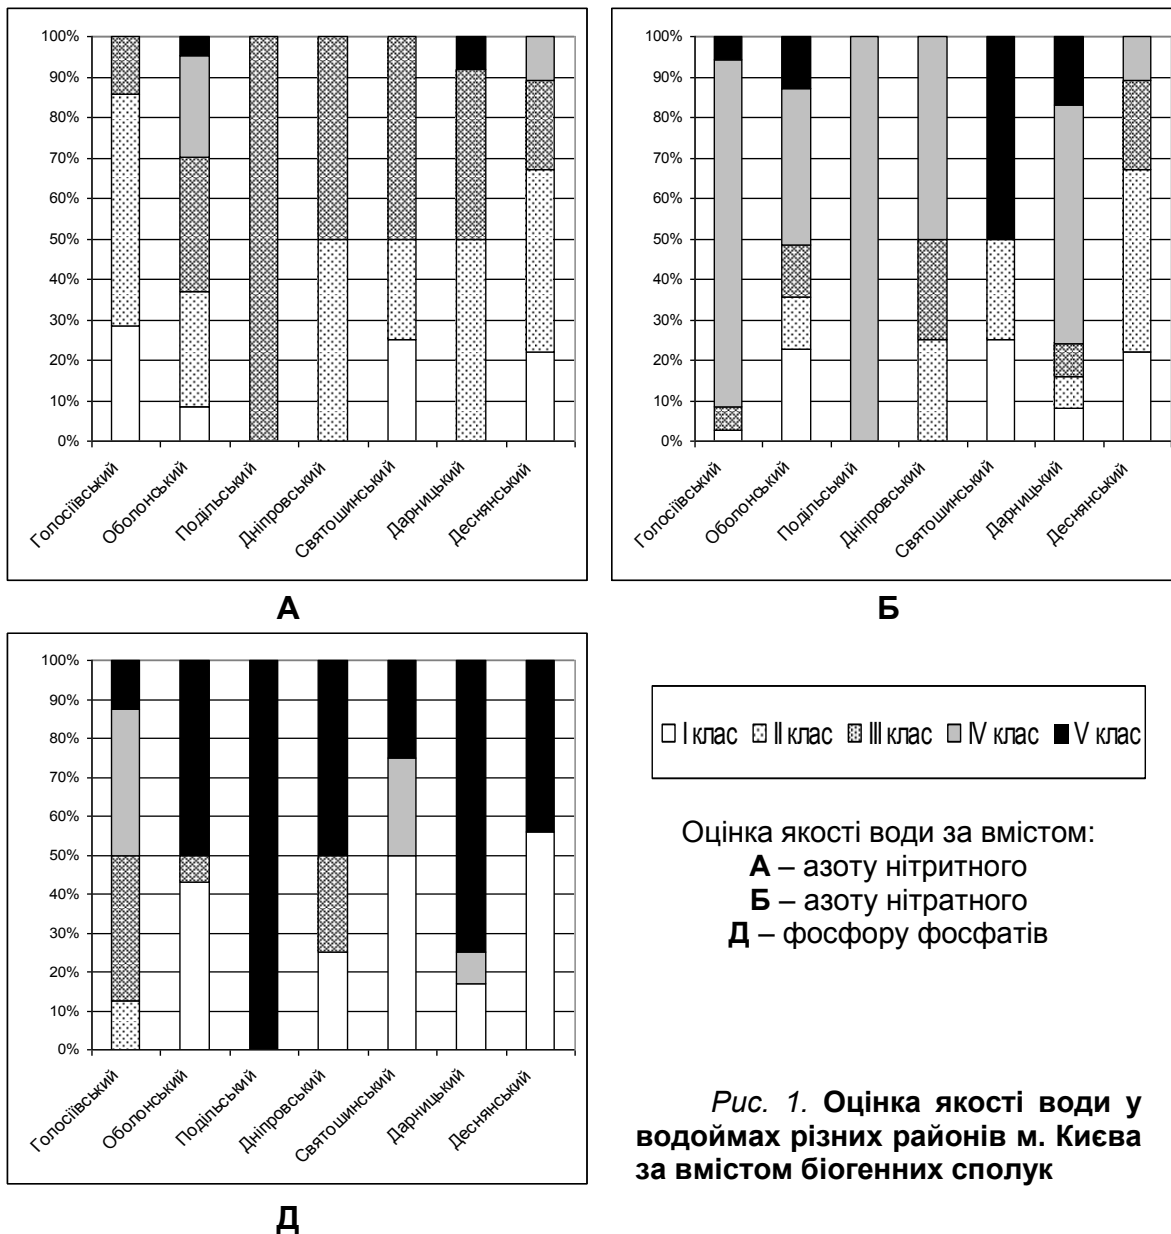 100%
90%
80%
70%
60%
50%
40%
30%
20%
10%
0%
Голосіївський
Оболонський
Подільський
Дніпровський
Святошинський
Дарницький
Деснянський
А
100%
90%
80%
70%
60%
50%
40%
30%
20%
10%
0%
Голосіївський
Оболонський
Подільський
Дніпровський
Святошинський
Дарницький
Деснянський
Б
100%
90%
80%
70%
60%
50%
40%
30%
20%
10%
0%
Голосіївський
Оболонський
Подільський
Дніпровський
Святошинський
Дарницький
Деснянський
Д
I клас II клас III клас IV клас V клас
Оцінка якості води за вмістом:
А – азоту нітритного
Б – азоту нітратного
Д – фосфору фосфатів
Рис. 1. Оцінка якості води у
водоймах різних районів м. Києва
за вмістом біогенних сполук